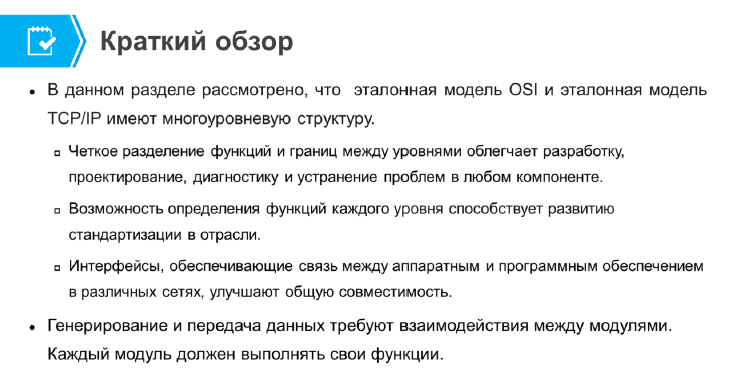 Краткий обзор
• В данном разделе рассмотрено, что эталонная модель OSI и эталонная модель
TCP/IP имеют многоуровневую структуру.
▫ Четкое разделение функций и границ между уровнями облегчает разработку,
проектирование, диагностику и устранение проблем в любом компоненте.
▫ Возможность определения функций каждого уровня способствует развитию
стандартизации в отрасли.
▫ Интерфейсы, обеспечивающие связь между аппаратным и программным обеспечением
в различных сетях, улучшают общую совместимость.
• Генерирование и передача данных требуют взаимодействия между модулями.
Каждый модуль должен выполнять свои функции.